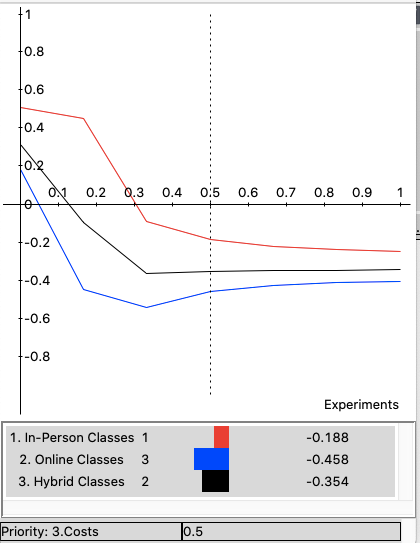 1
0.8
0.6
0.4
0.2
0.1 0.2 0.3 0.4 0.5 0.6 0.7 0.8 0.9 1
0
-0.2
-0.4
-0.6
-0.8
Experiments
1. In-Person Classes 1 -0.188
2. Online Classes 3 -0.458
3. Hybrid Classes 2 -0.354
Priority: 3.Costs 0.5